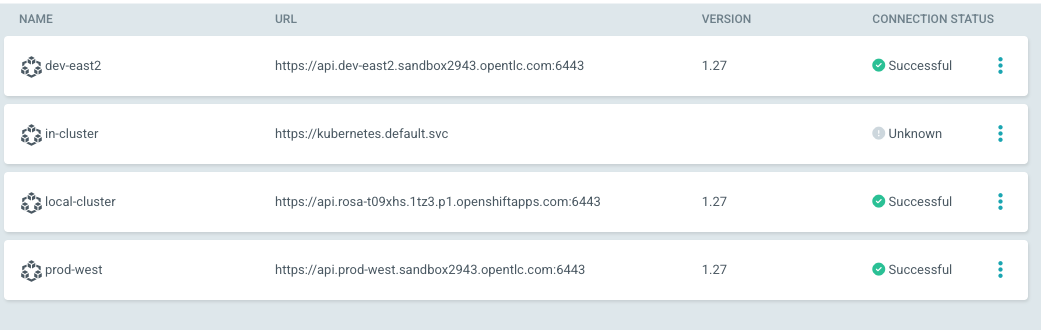 NAME URL VERSION CONNECTION STATUS
dev-east2 https://api.dev-east2.sandbox2943.opentlc.com:6443 1.27 Successful
in-cluster https://kubernetes.default.svc Unknown
local-cluster https://api.rosa-t09xhs.1tz3.p1.openshiftapps.com:6443 1.27 Successful
prod-west https://api.prod-west.sandbox2943.opentlc.com:6443 1.27 Successful